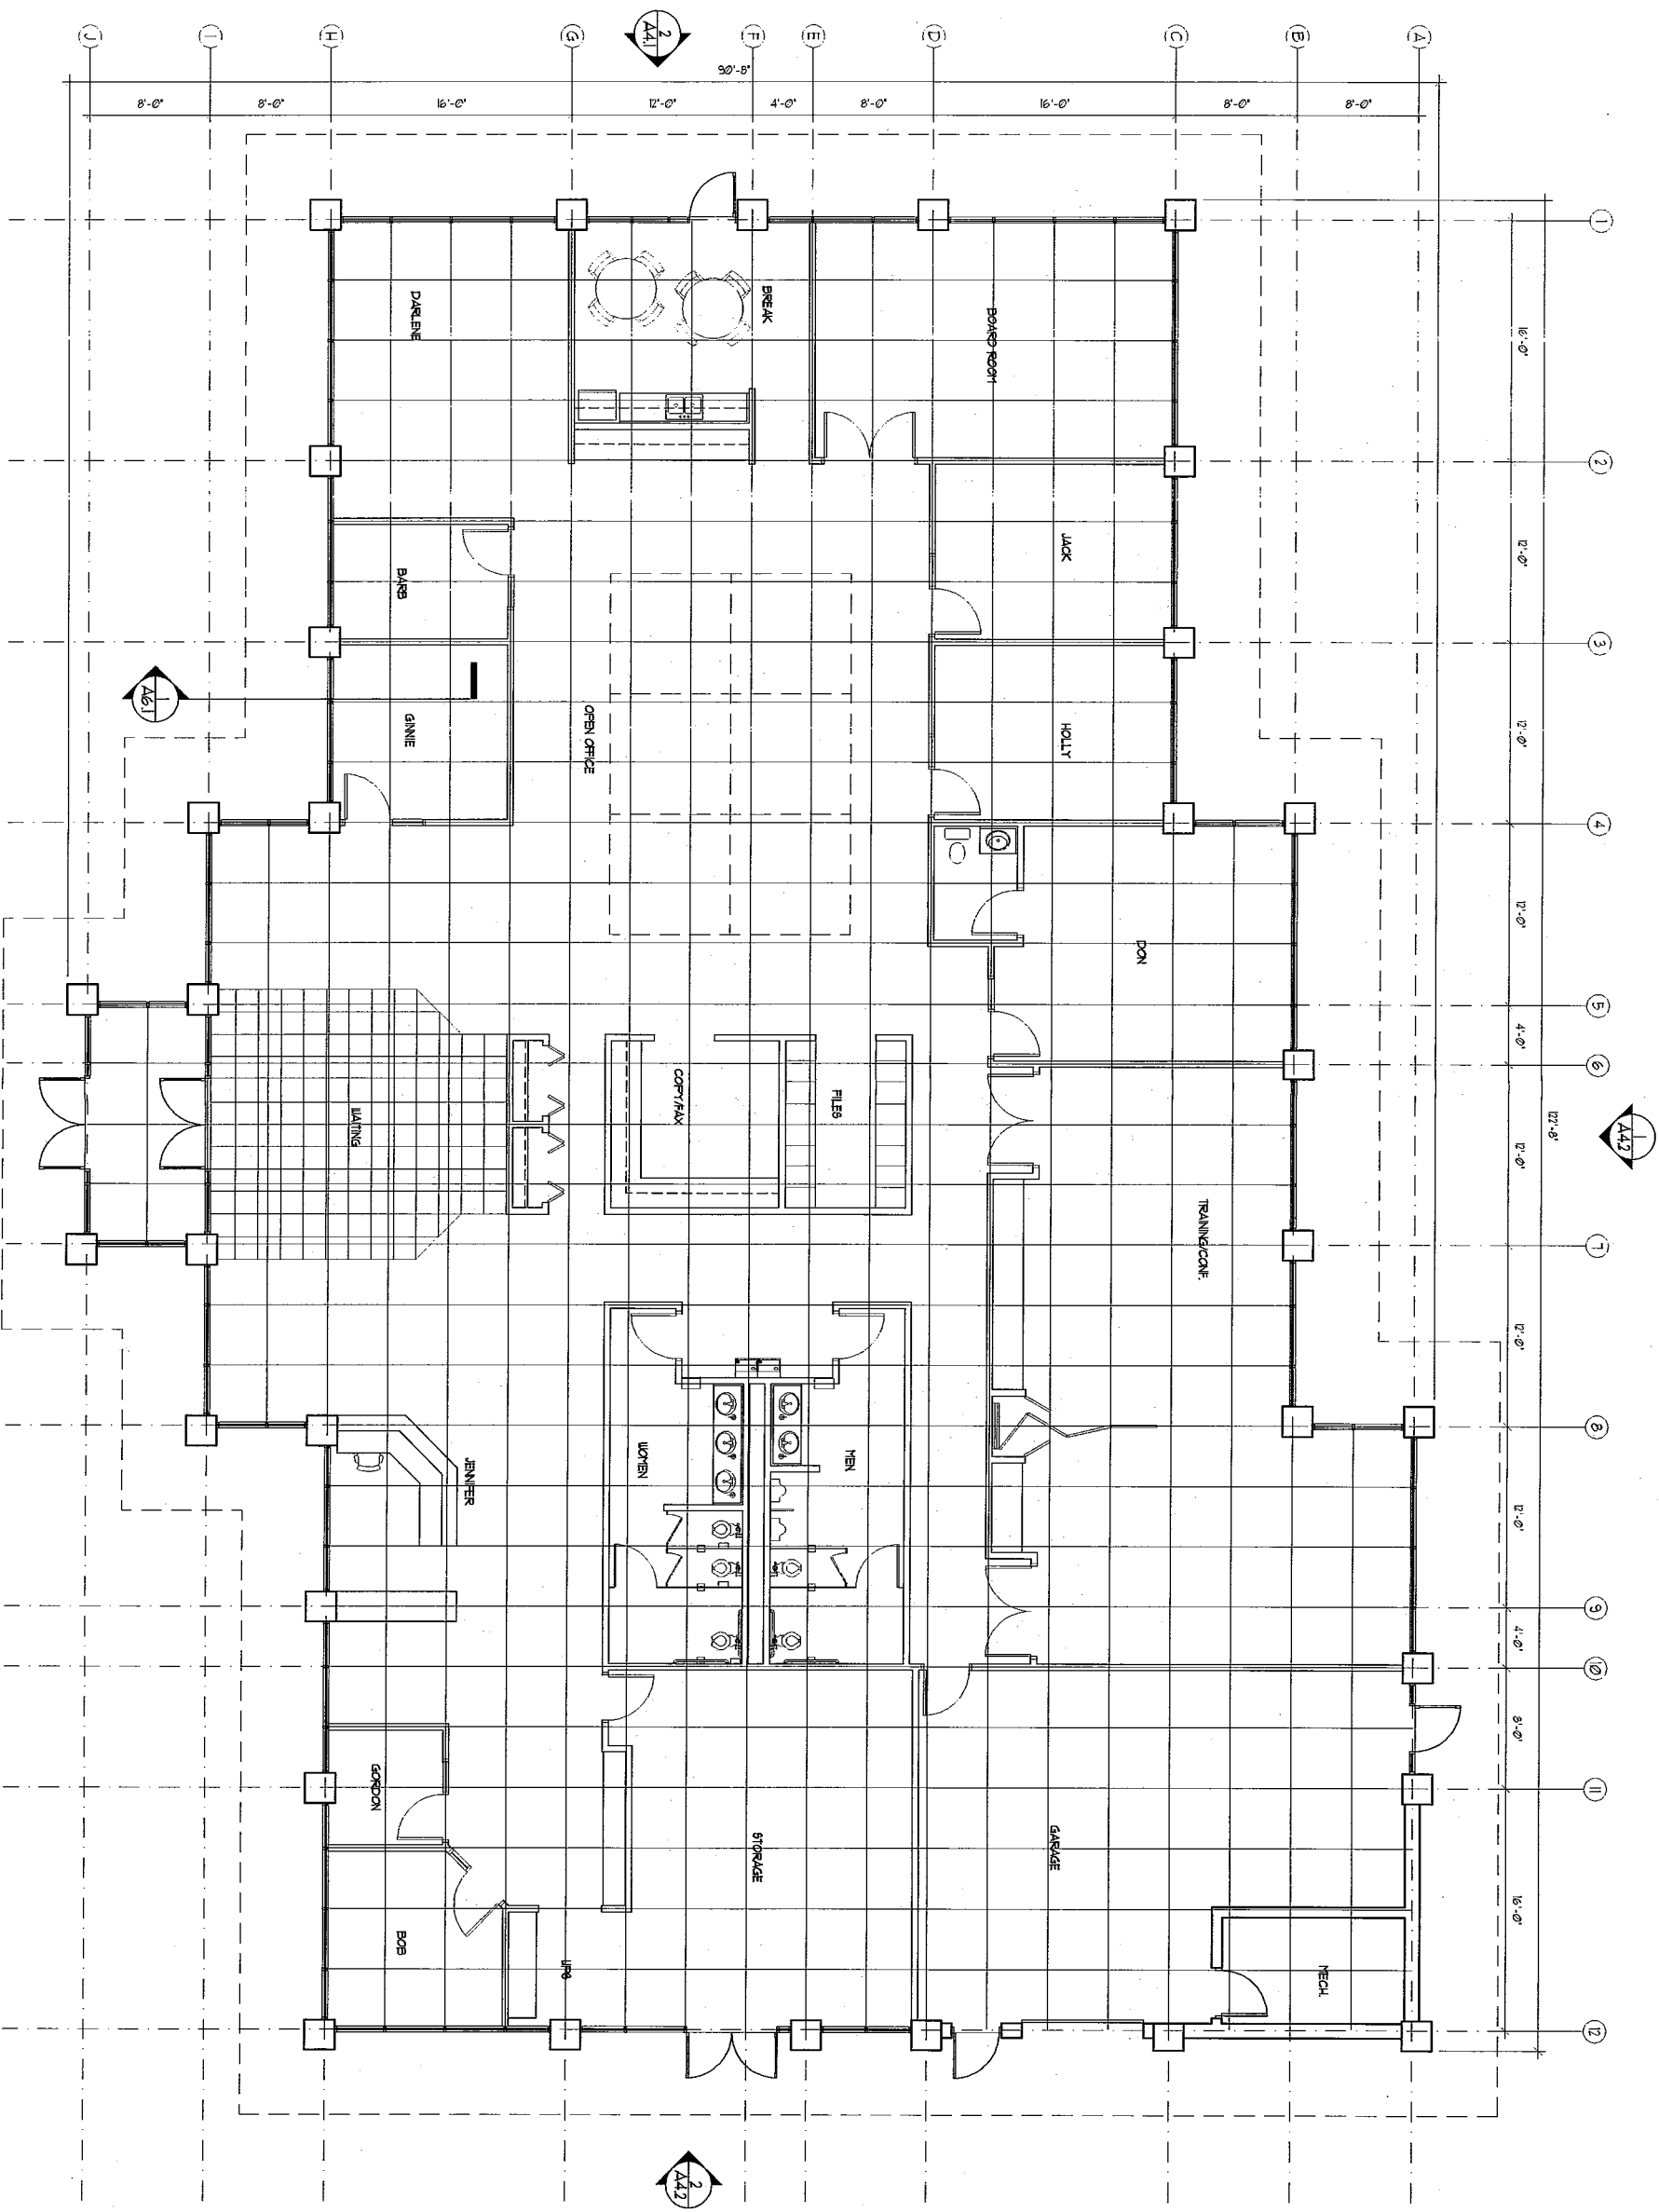 J
I
H
G
F
E
D
C
B
A
2
A4.1
90'-8"
8'-0"
8'-0"
16'-0"
12'-0"
4'-0"
8'-0"
16'-0"
8'-0"
8'-0"
1
2
3
4
5
6
7
8
9
10
11
12
16'-0"
12'-0"
12'-0"
12'-0"
4'-0"
12'-0"
12'-0"
12'-0"
4'-0"
8'-0"
16'-0"
122'-8"
1
A4.2
DARLENE
BREAK
BOARD ROOM
BARB
JACK
1
A6.1
GINNIE
OPEN OFFICE
HOLLY
DON
WAITING
COPY/FAX
FILES
TRAINING/CONF.
JENNIFER
WOMEN
MEN
GORDON
STORAGE
GARAGE
BOB
UPS
MECH.
2
A4.2